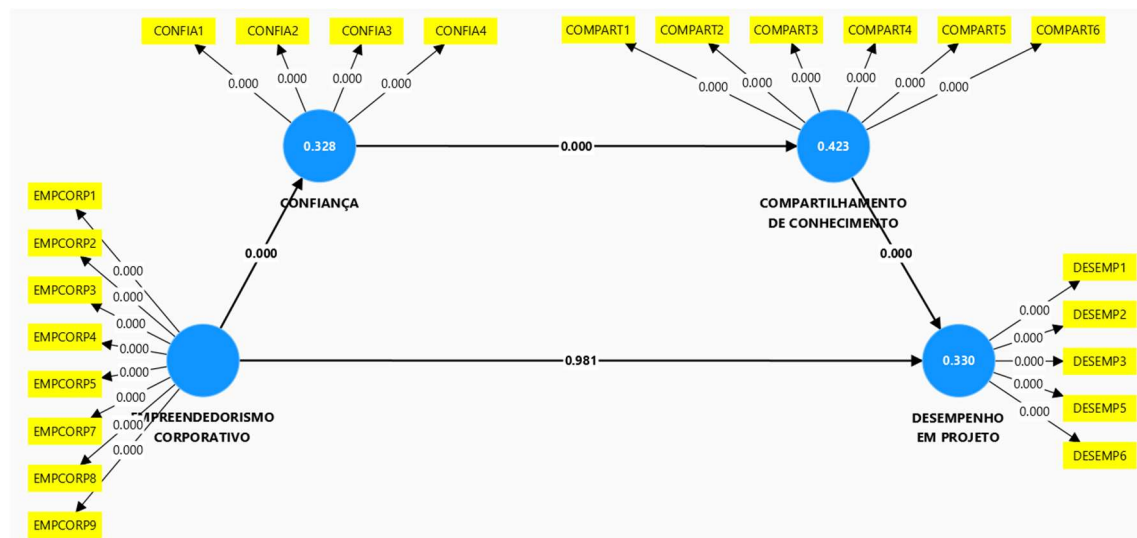 CONFIA1
CONFIA2
CONFIA3
CONFIA4
COMPART1
COMPART2
COMPART3
COMPART4
COMPART5
COMPART6
0.000
0.000
0.000
0.000
0.000
0.000
0.000
0.000
0.000
0.000
0.328
0.000
0.423
CONFIANÇA
COMPARTILHAMENTO
DE CONHECIMENTO
0.000
0.000
EMPCORP1
EMPCORP2
EMPCORP3
EMPCORP4
EMPCORP5
EMPCORP7
EMPCORP8
EMPCORP9
0.000
0.000
0.000
0.000
0.000
0.000
0.000
0.000
EMPREENDEDORISMO
CORPORATIVO
0.981
0.330
DESEMPENHO
EM PROJETO
0.000
0.000
0.000
0.000
0.000
DESEMP1
DESEMP2
DESEMP3
DESEMP5
DESEMP6